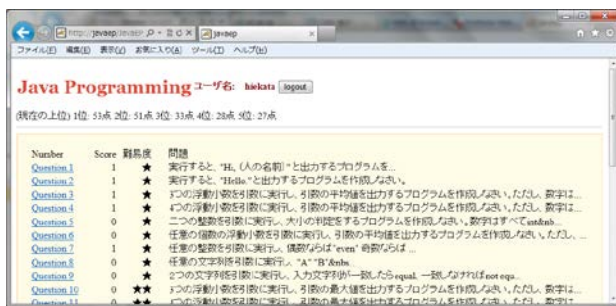 http://javaep/javaep
javaep
ファイル(F) 編集(E) 表示(V) お気に入り(A) ツール(T) ヘルプ(H)
Java Programming ユーザ名: hiekata logout
(現在の上位) 1位: 53点 2位: 51点 3位: 33点 4位: 28点 5位: 27点
Number Score 難易度 問題
Question 1 1 ★ 実行すると、"Hi, (人の名前)"と出力するプログラムを...
Question 2 1 ★ 実行すると、"Hello."と出力するプログラムを作成しなさい。
Question 3 1 ★ 3つの浮動小数を引数に実行し、引数の平均値を出力するプログラムを作成しなさい。ただし、数字は...
Question 4 1 ★ 4つの浮動小数を引数に実行し、引数の平均値を出力するプログラムを作成しなさい。ただし、数字は...
Question 5 0 ★ 二つの整数を引数に実行し、大小の判定をするプログラムを作成しなさい。数字はすべてint&nb...
Question 6 0 ★ 任意の個数の浮動小数を引数に実行し、引数の平均値を出力するプログラムを作成しなさい。ただし、...
Question 7 1 ★ 任意の整数を引数に実行し、偶数ならば"even" 奇数ならば ...
Question 8 0 ★ 任意の文字列を引数に実行し、"A" "B"&nbs...
Question 9 0 ★ 2つの文字列を引数に実行し、入力文字列が一致したらequal, 一致しなければnot equ...
Question 10 0 ★★ 3つの浮動小数を引数に実行し、引数の最大値を出力するプログラムを作成しなさい。ただし、数字は...
Question 11 0 ★★